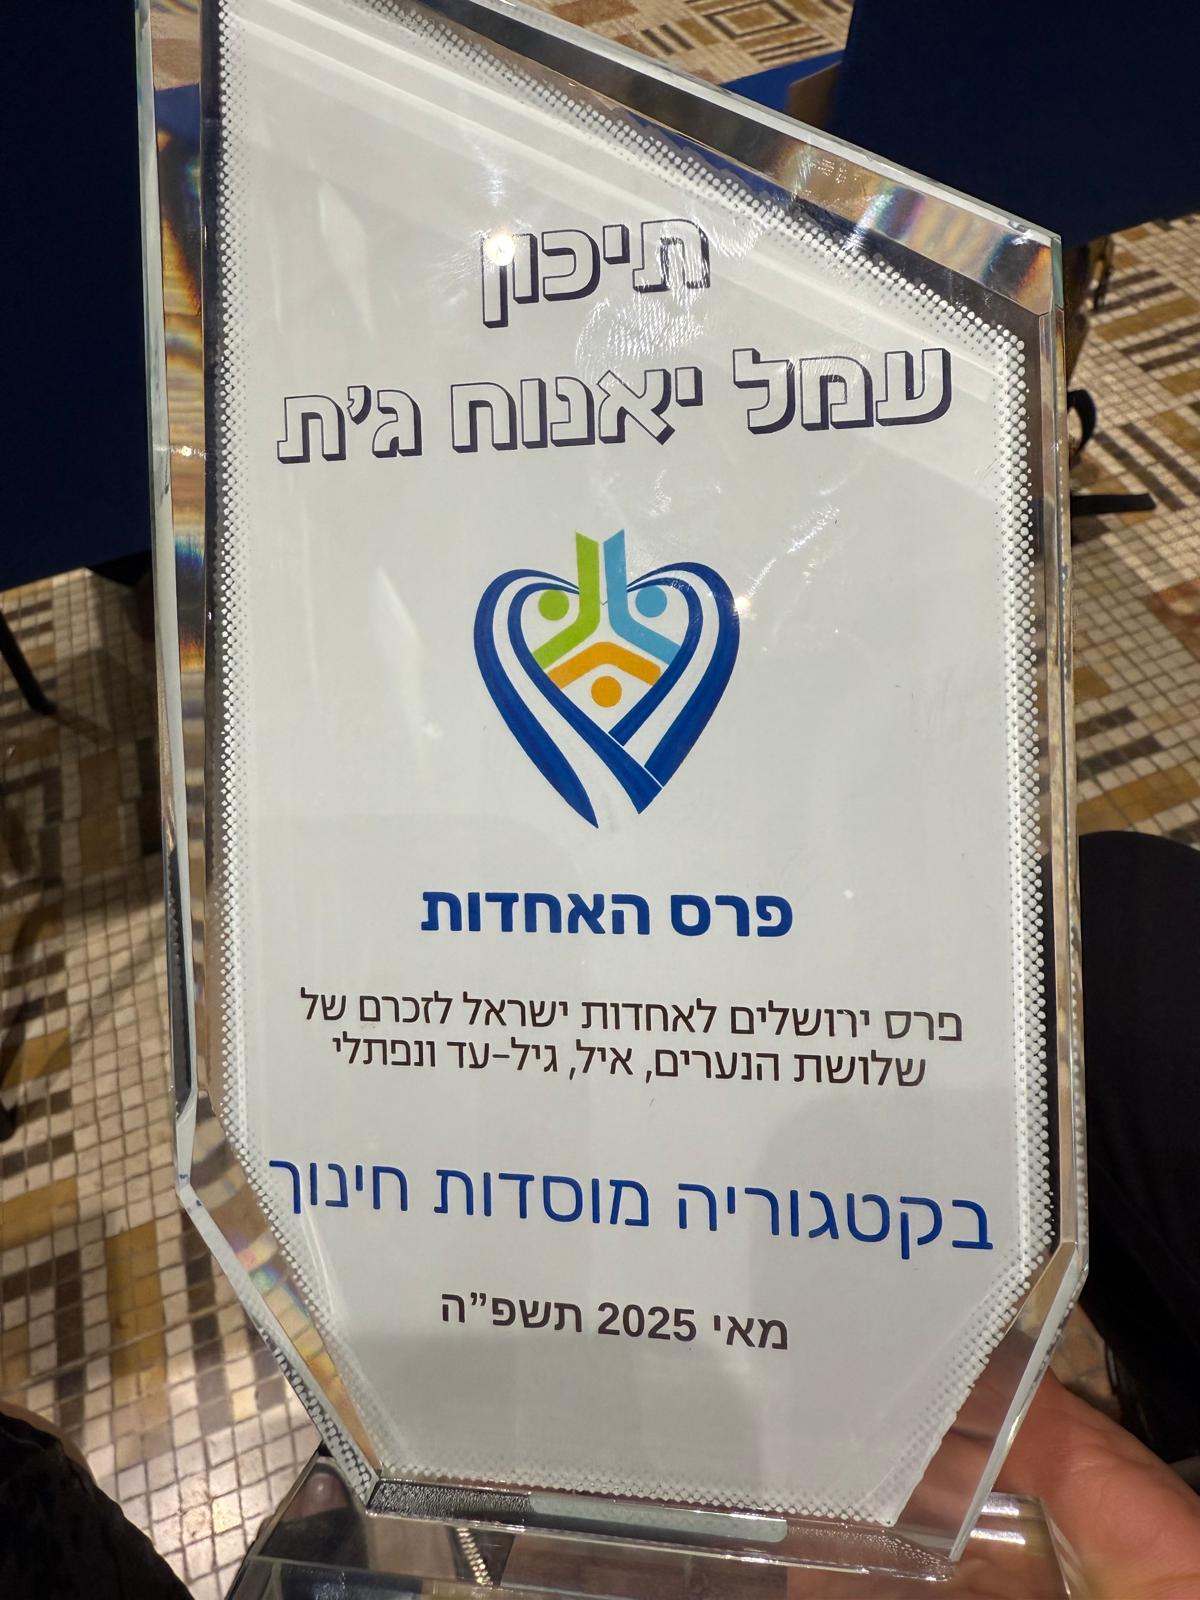 תיכון
עמל יאנוח ג'ת
פרס האחדות
פרס ירושלים לאחדות ישראל לזכרם של
שלושת הנערים, איל, גיל-עד ונפתלי
בקטגוריה מוסדות חינוך
מאי 2025 תשפ"ה